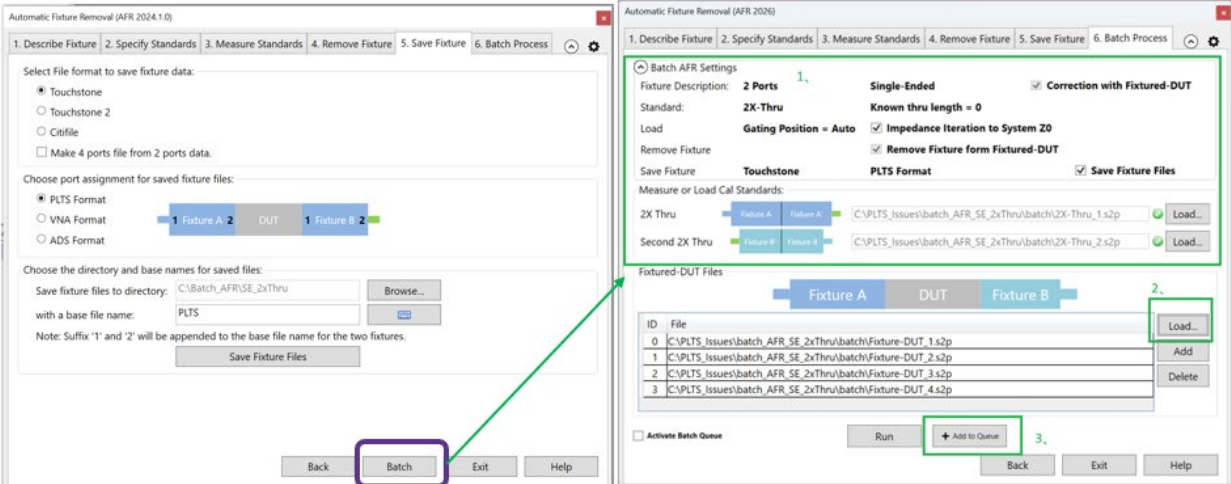 Automatic Fixture Removal (AFR 2024.1.0)
1. Describe Fixture 2. Specify Standards 3. Measure Standards 4. Remove Fixture 5. Save Fixture 6. Batch Process
Select File format to save fixture data:
Touchstone
Touchstone 2
Citifile
Make 4 ports file from 2 ports data.
Choose port assignment for saved fixture files:
PLTS Format
VNA Format
ADS Format
1 Fixture A 2 DUT 1 Fixture B 2
Choose the directory and base names for saved files:
Save fixture files to directory: C:\Batch_AFR\SE_2xThru Browse...
with a base file name: PLTS
Note: Suffix '1' and '2' will be appended to the base file name for the two fixtures.
Save Fixture Files
Back Batch Exit Help
Automatic Fixture Removal (AFR 2026)
1. Describe Fixture 2. Specify Standards 3. Measure Standards 4. Remove Fixture 5. Save Fixture 6. Batch Process
Batch AFR Settings 1、
Fixture Description: 2 Ports Single-Ended Correction with Fixtured-DUT
Standard: 2X-Thru Known thru length = 0
Load Gating Position = Auto Impedance Iteration to System Z0
Remove Fixture Remove Fixture form Fixtured-DUT
Save Fixture Touchstone PLTS Format Save Fixture Files
Measure or Load Cal Standards:
2X Thru Fixture A Fixture A' C:\PLTS_Issues\batch_AFR_SE_2xThru\batch\2X-Thru_1.s2p Load...
Second 2X Thru Fixture B' Fixture B C:\PLTS_Issues\batch_AFR_SE_2xThru\batch\2X-Thru_2.s2p Load...
Fixtured-DUT Files
Fixture A DUT Fixture B
2、
ID File
0 C:\PLTS_Issues\batch_AFR_SE_2xThru\batch\Fixture-DUT_1.s2p
1 C:\PLTS_Issues\batch_AFR_SE_2xThru\batch\Fixture-DUT_2.s2p
2 C:\PLTS_Issues\batch_AFR_SE_2xThru\batch\Fixture-DUT_3.s2p
3 C:\PLTS_Issues\batch_AFR_SE_2xThru\batch\Fixture-DUT_4.s2p
Load...
Add
Delete
Activate Batch Queue Run + Add to Queue 3、
Back Exit Help